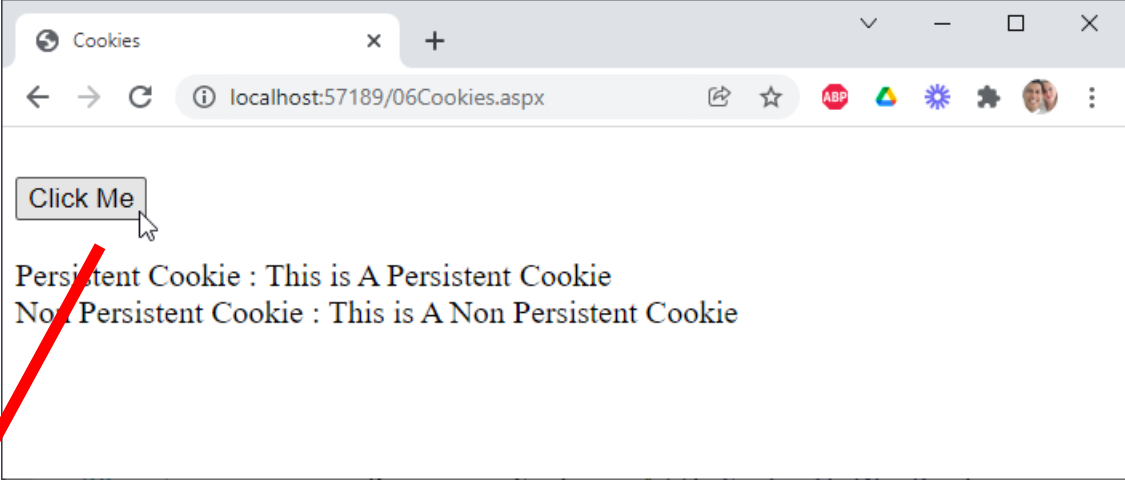 Cookies
localhost:57189/06Cookies.aspx
ABP
Click Me
Persistent Cookie : This is A Persistent Cookie
Non Persistent Cookie : This is A Non Persistent Cookie